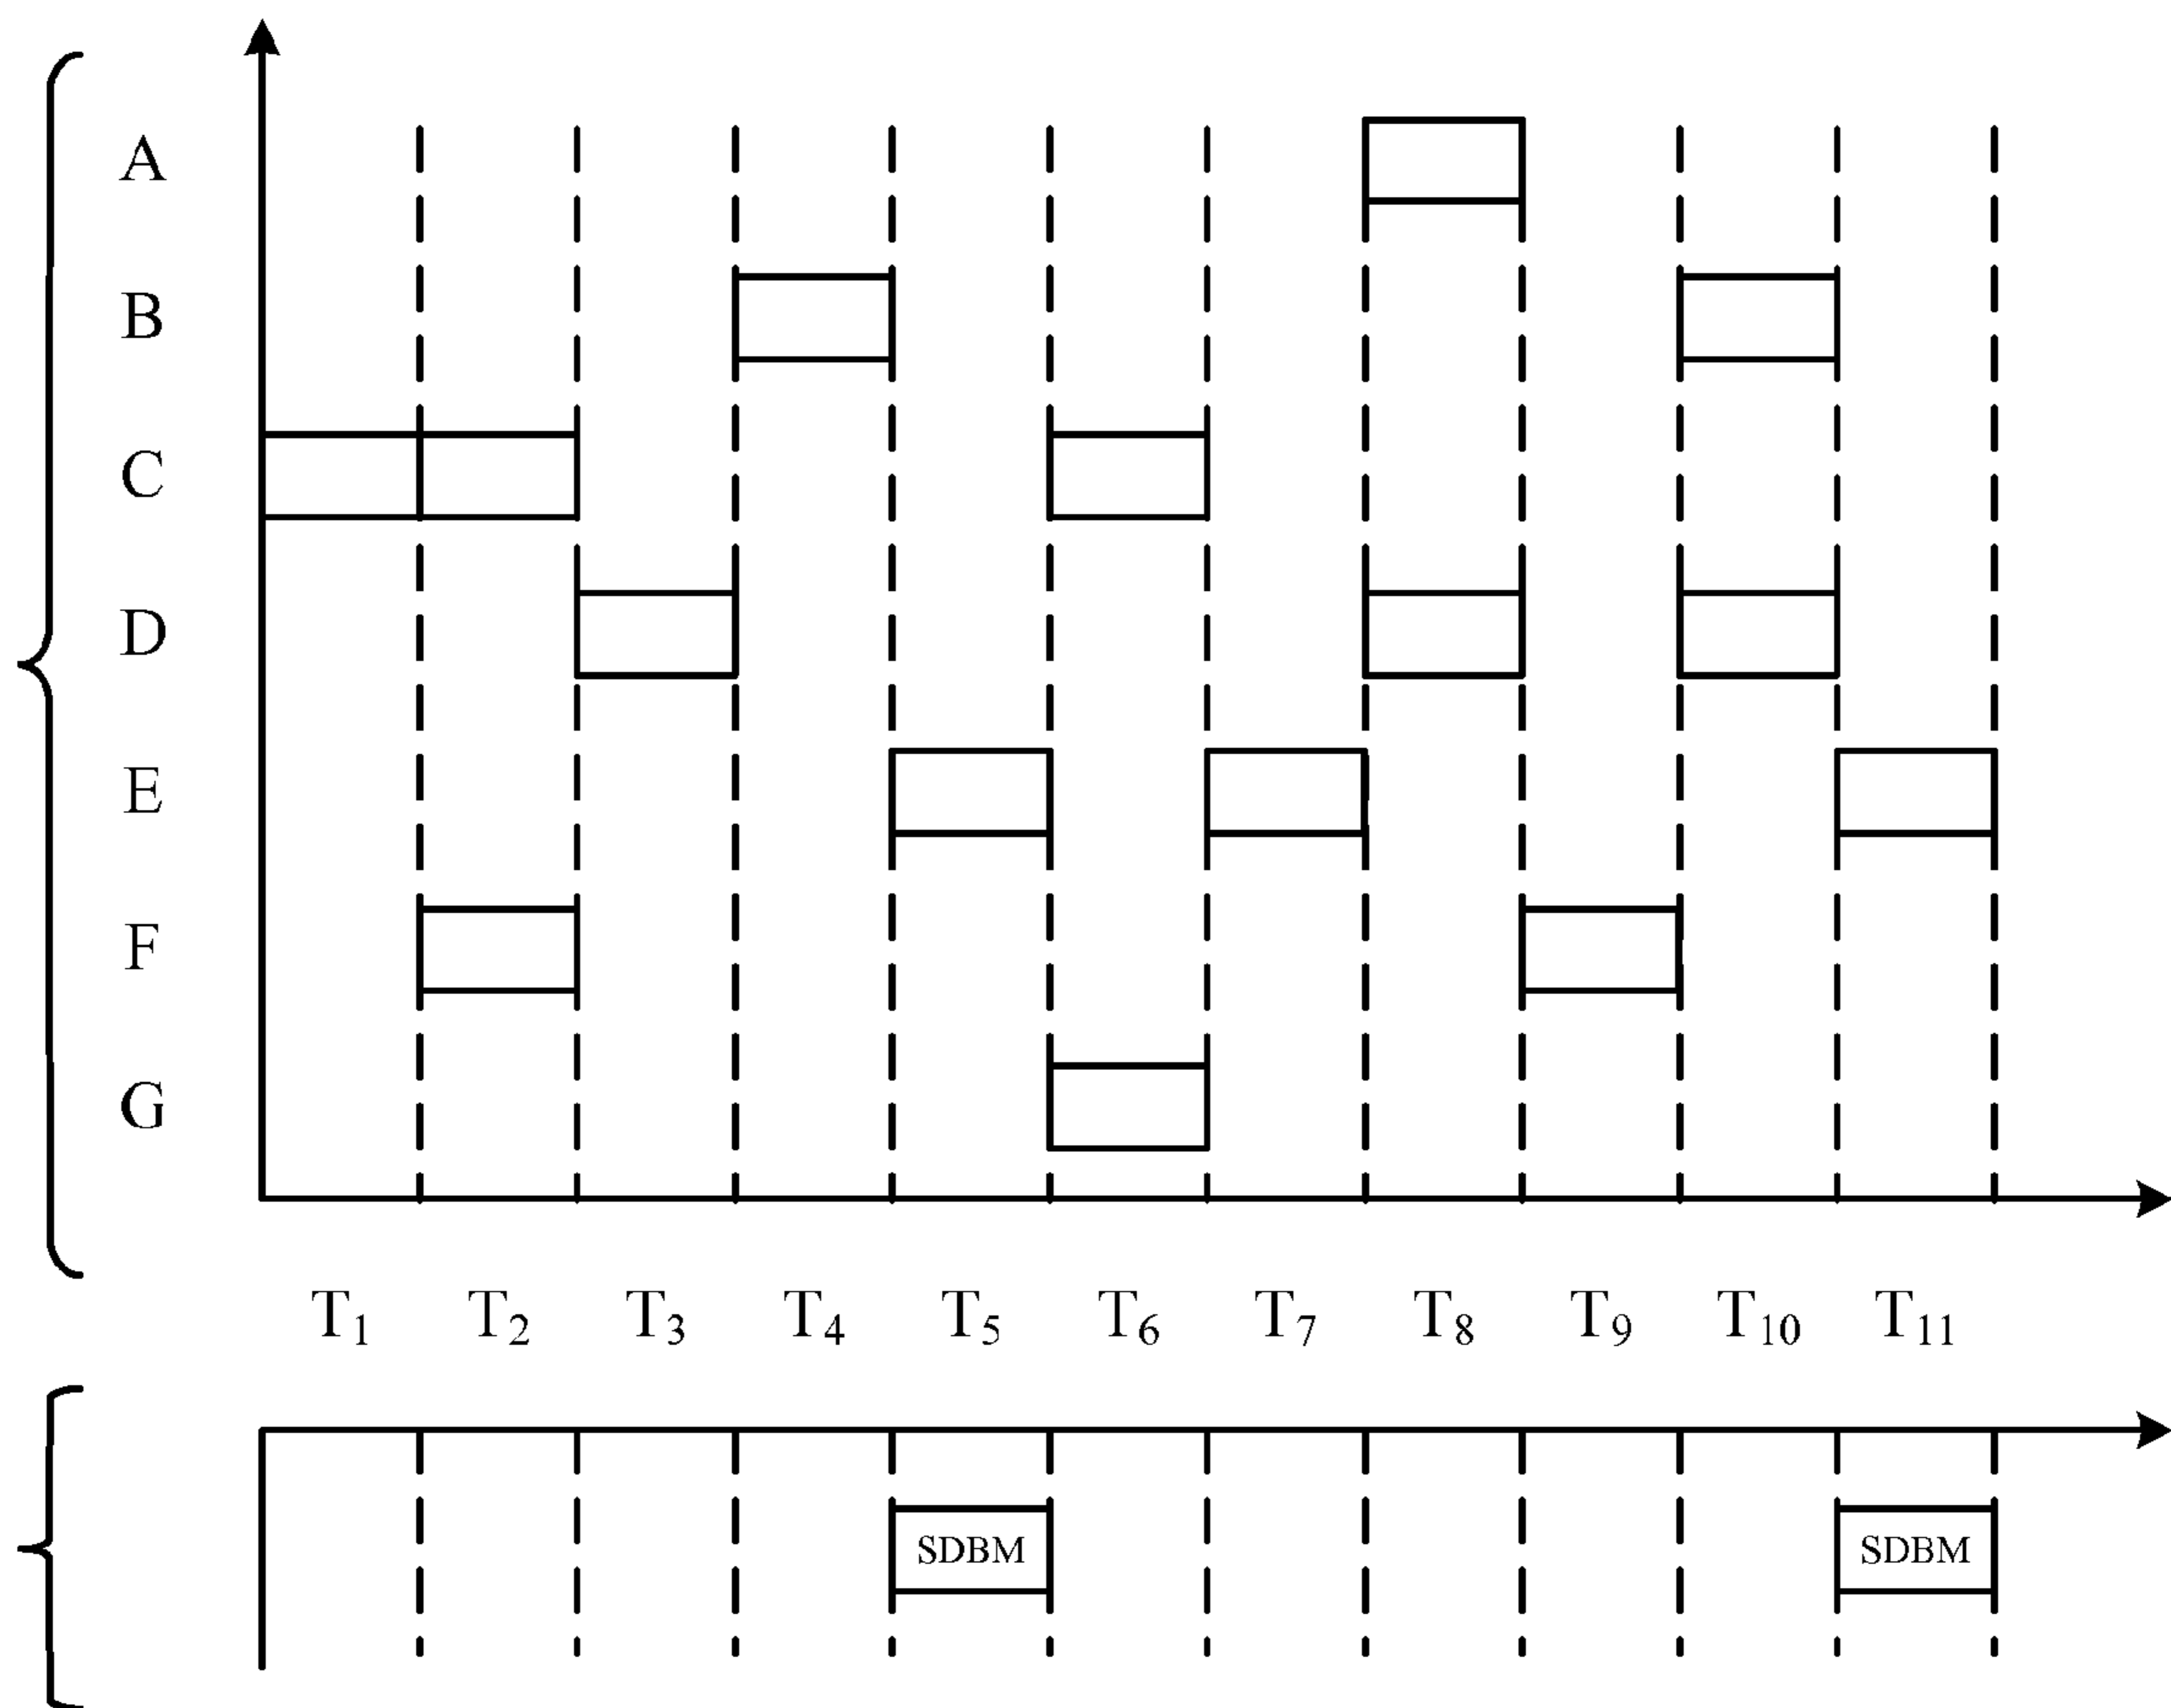 A
B
C
D
E
F
G
T₁ T₂ T₃ T₄ T₅ T₆ T₇ T₈ T₉ T₁₀ T₁₁
SDBM SDBM